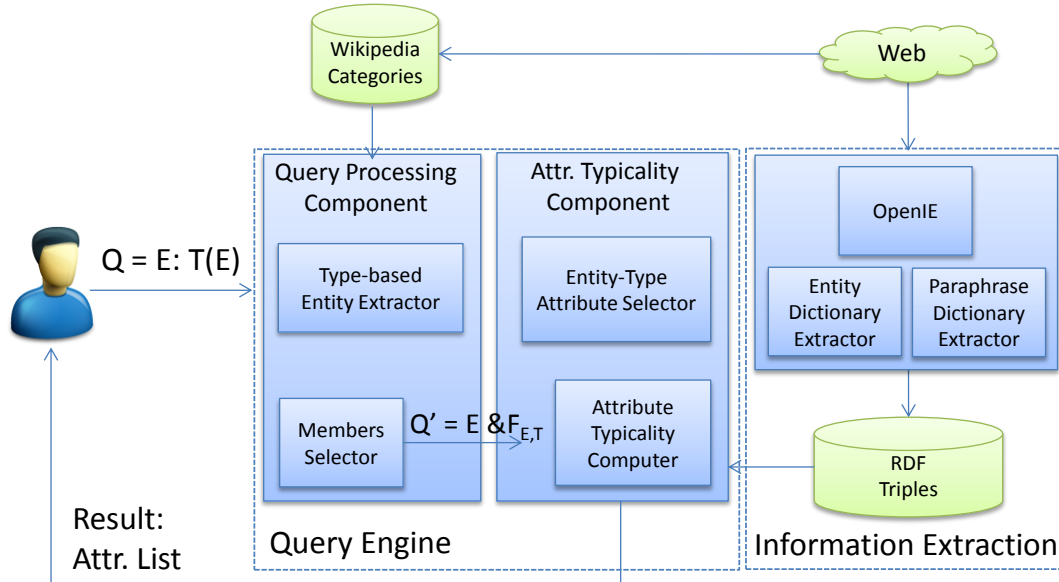 Wikipedia
Categories
Web
Query Processing
Component
Attr. Typicality
Component
OpenIE
Q = E: T(E)
Type-based
Entity Extractor
Entity-Type
Attribute Selector
Entity
Dictionary
Extractor
Paraphrase
Dictionary
Extractor
Members
Selector
Q’ = E &F_{E,T}
Attribute
Typicality
Computer
RDF
Triples
Result:
Attr. List
Query Engine
Information Extraction